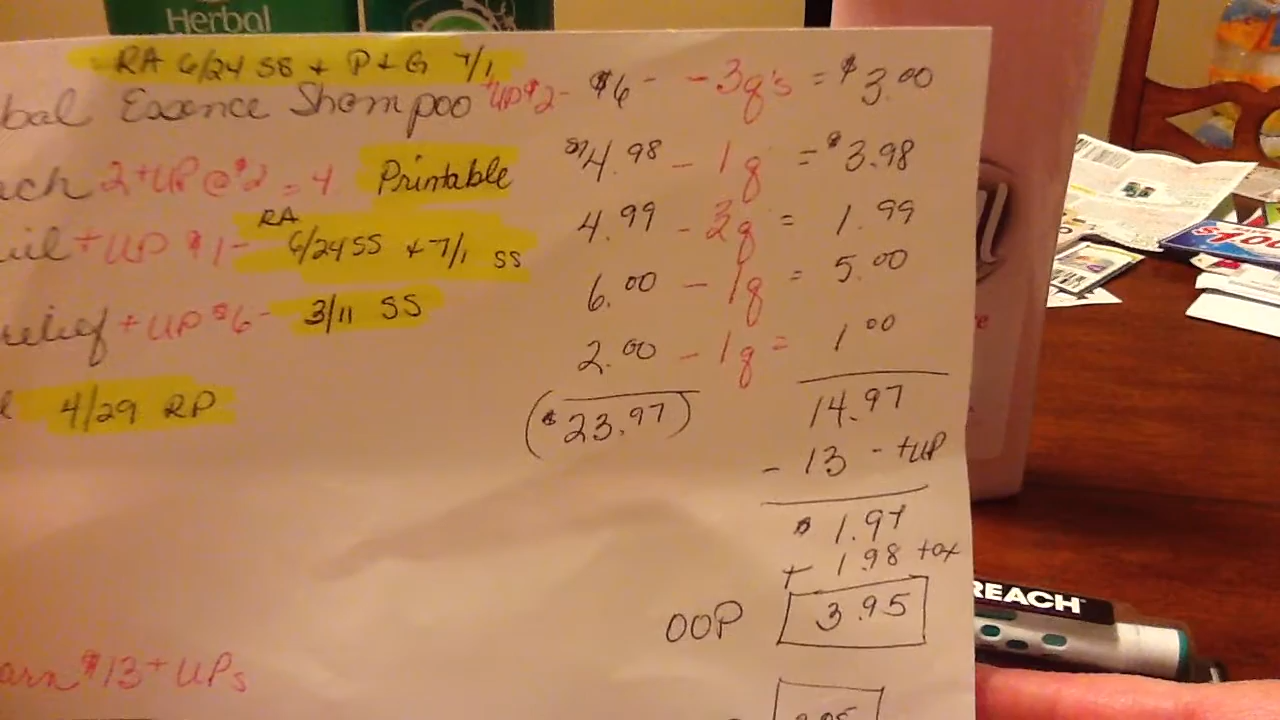 Herbal
RA 6/24 SS + P+G 7/1
bal Essence Shampoo +UP $2- $6- -3q's = $3.00
ach 2+UP@$2 = 4 Printable $4.98 - 1q = $3.98
+UP $1- RA 6/24 SS + 7/1 SS 4.99 - 3q = 1.99
relief +UP $6- 3/11 SS 6.00 - 1q = 5.00
4/29 RP 2.00 - 1q = 1 00
($23.97) 14.97
- 13 - +UP
$ 1.97
+ 1.98 tax
OOP 3.95
arn $13 + UPs
REACH
$100